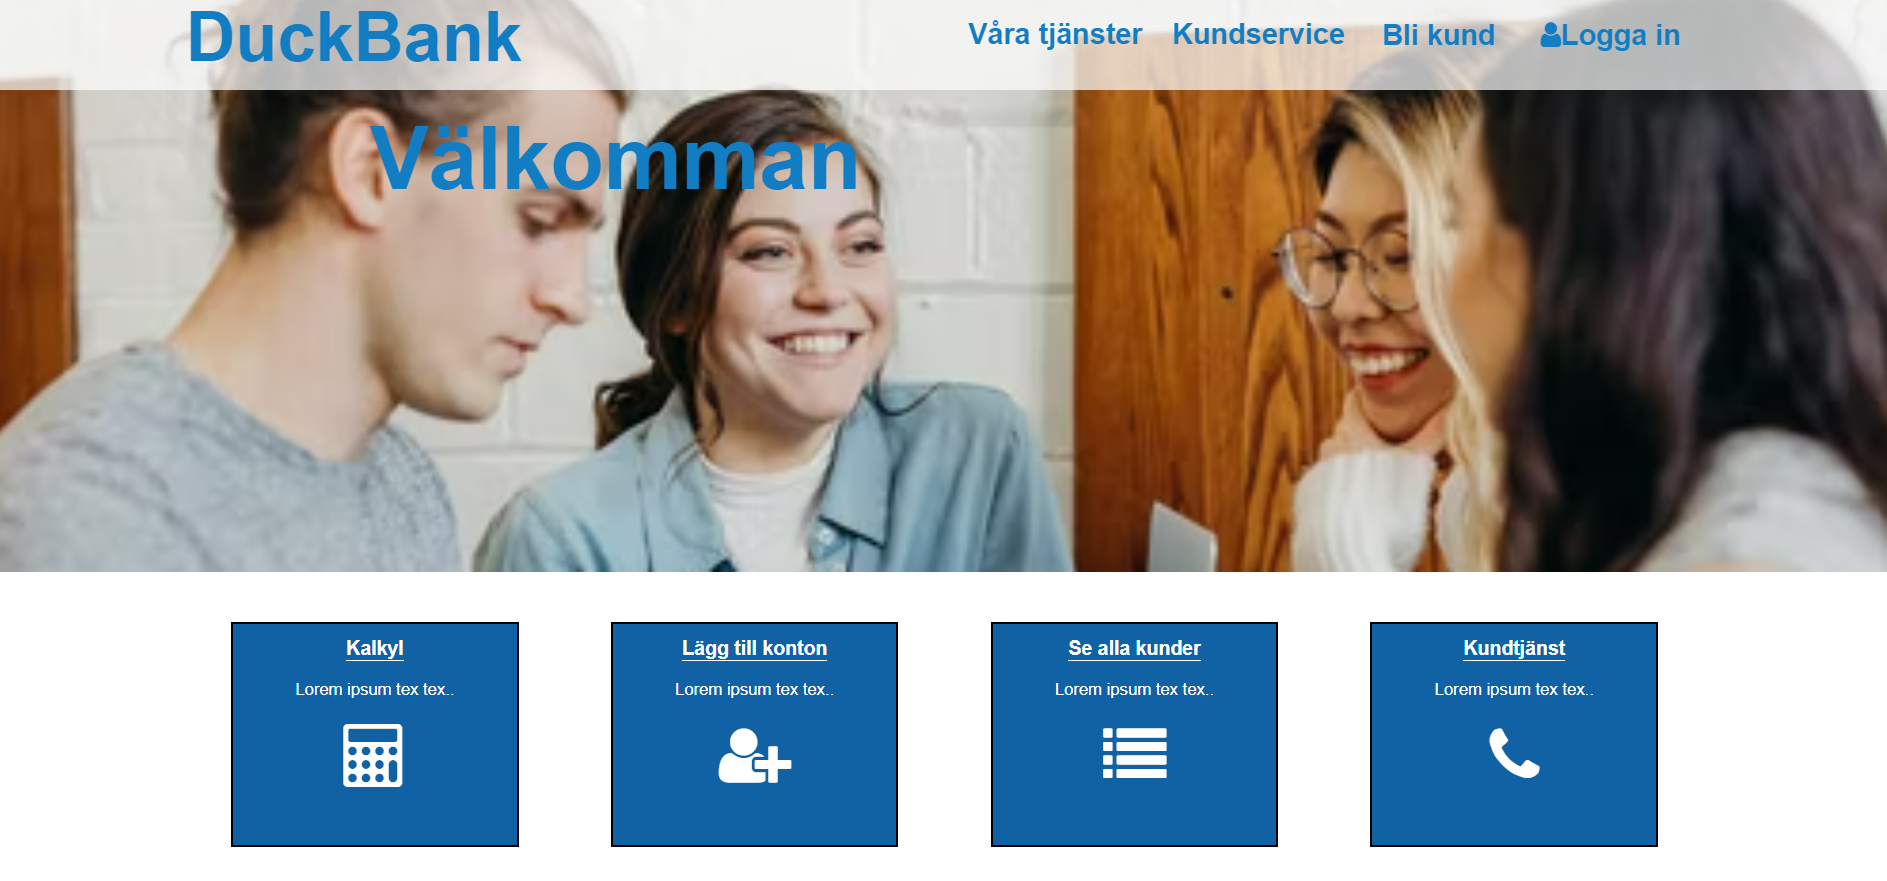 DuckBank
Våra tjänster Kundservice Bli kund Logga in
Välkomman
Kalkyl
Lorem ipsum tex tex..
Lägg till konton
Lorem ipsum tex tex..
Se alla kunder
Lorem ipsum tex tex..
Kundtjänst
Lorem ipsum tex tex..